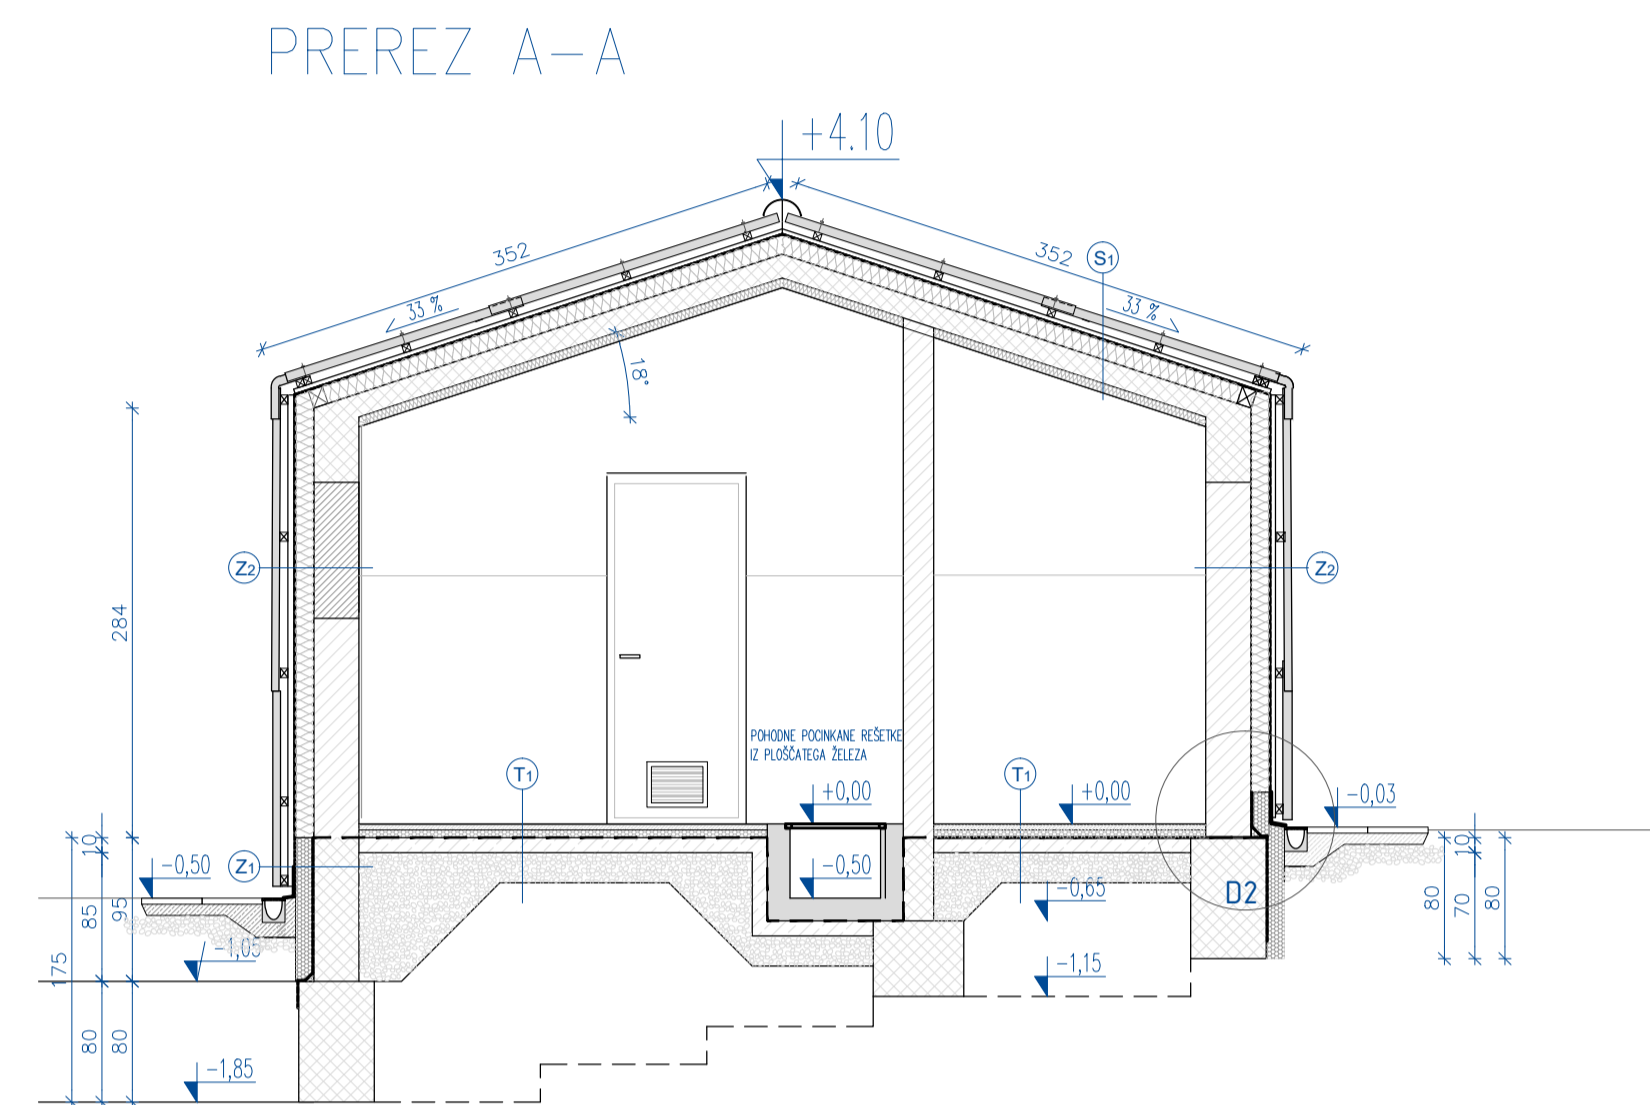 PREREZ A-A
+4.10
352
352
S1
33 %
33 %
18°
Z2
Z2
284
POHODNE POCINKANE REŠETKE
IZ PLOŠČATEGA ŽELEZA
T1
T1
+0,00
+0,00
-0,03
10
10
Z1
-0,50
-0,50
-0,65
D2
85
95
80
70
80
-1,05
175
-1,15
80
80
-1,85